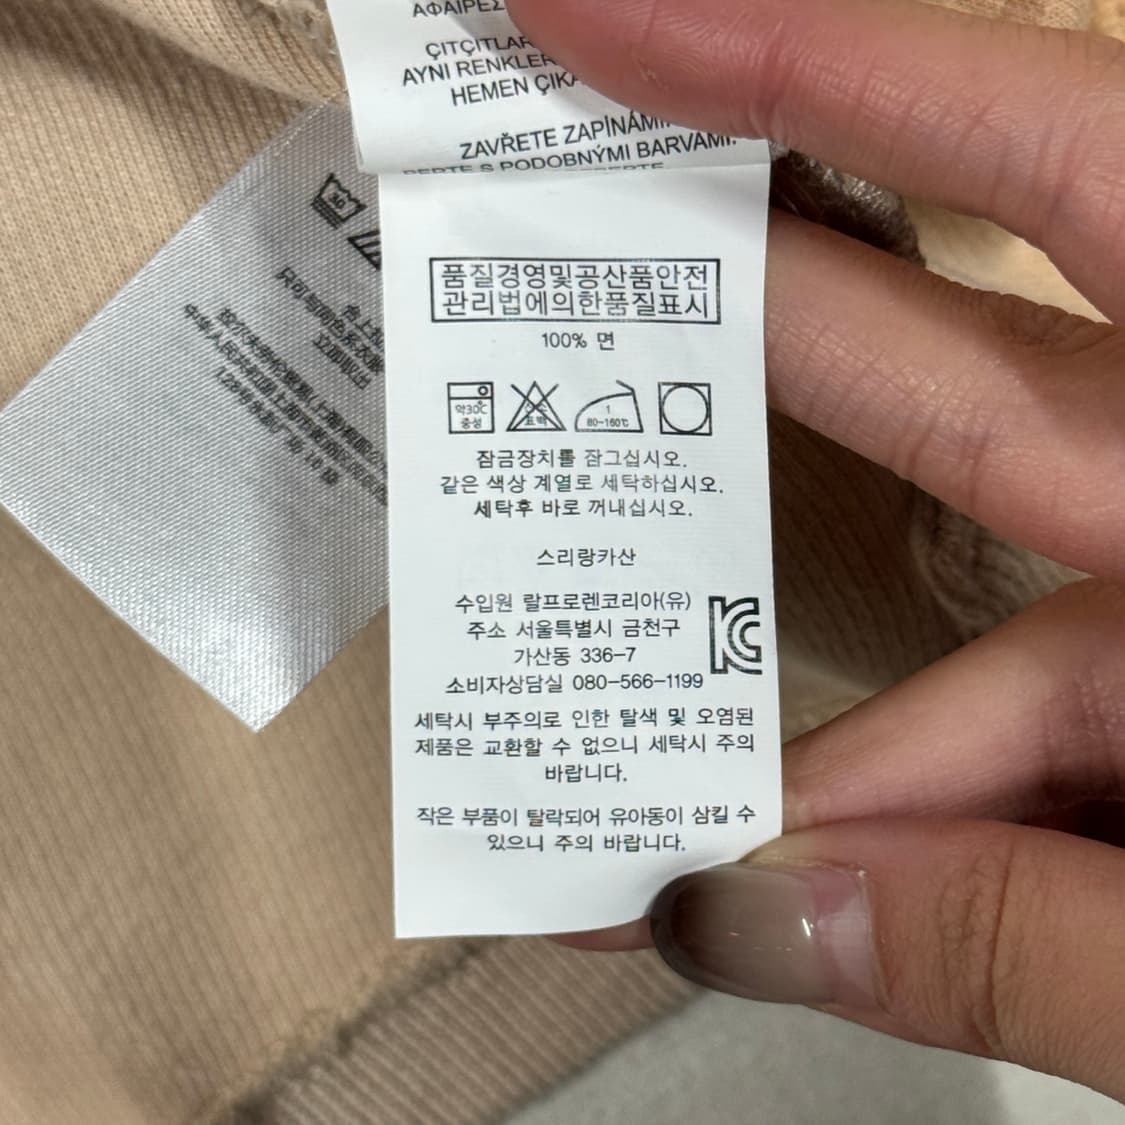 ΑΦΑΙΡΕΣ
ÇITÇITLAR
AYNI RENKLER
HEMEN ÇIKA
ZAVŘETE ZAPÍNÁMÍ
PERTE S PODOBNÝMI BARVAMI.
30
품질경영및공산품안전
관리법에의한품질표시
100% 면
약30℃
중성
표백
1
80~160℃
잠금장치를 잠그십시오.
같은 색상 계열로 세탁하십시오.
세탁후 바로 꺼내십시오.
스리랑카산
수입원 랄프로렌코리아(유)
주소 서울특별시 금천구
가산동 336-7
소비자상담실 080-566-1199
세탁시 부주의로 인한 탈색 및 오염된
제품은 교환할 수 없으니 세탁시 주의
바랍니다.
작은 부품이 탈락되어 유아동이 삼킬 수
있으니 주의 바랍니다.